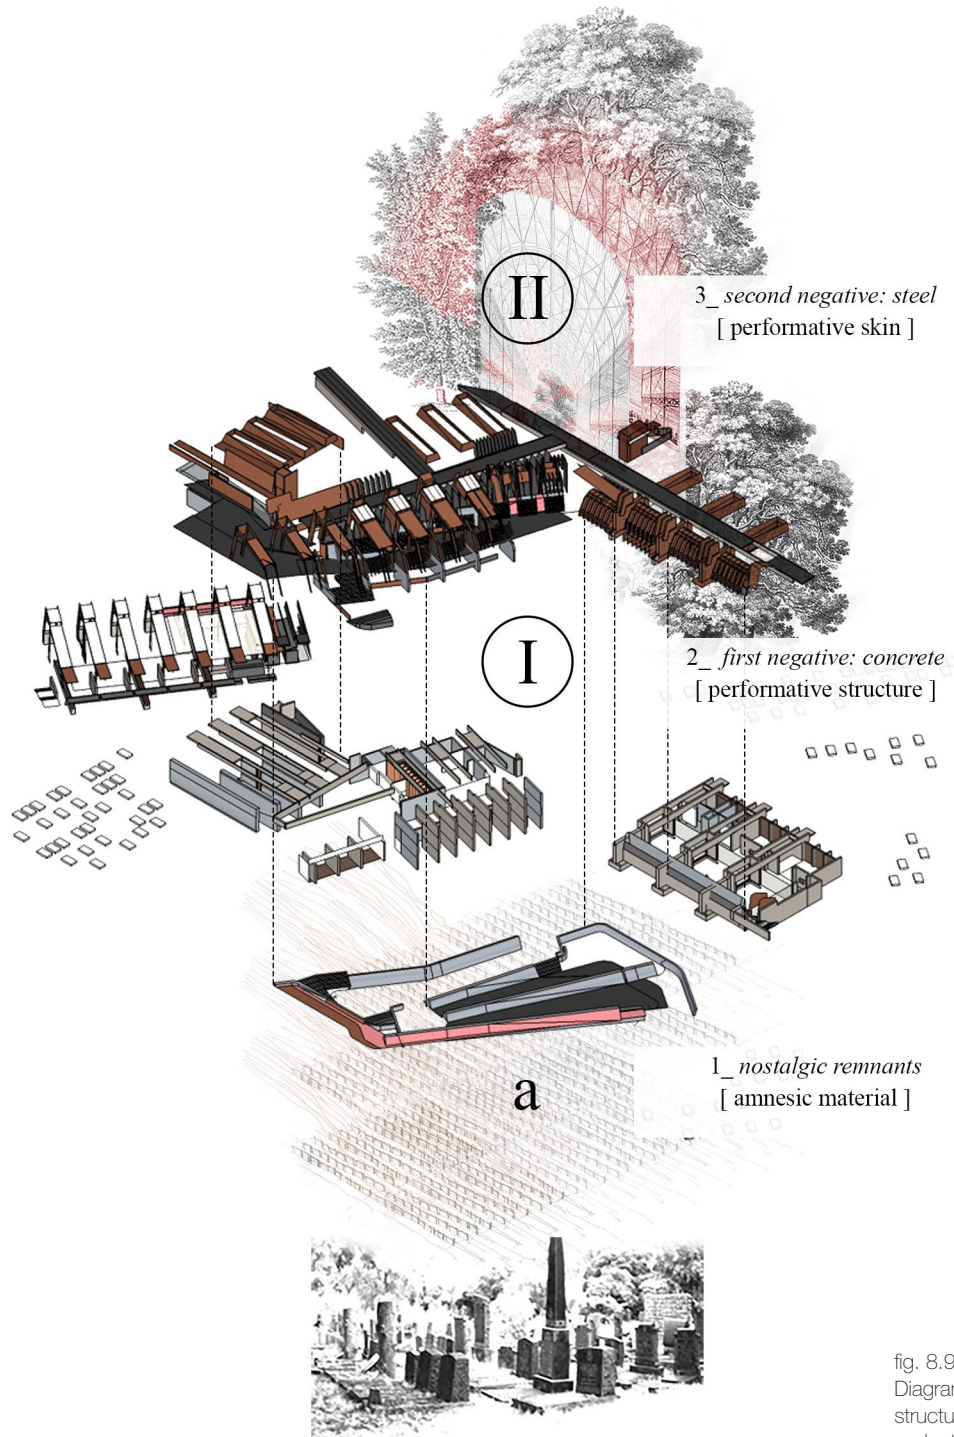 II
3_ second negative: steel
[ performative skin ]
I
2_ first negative: concrete
[ performative structure ]
1_ nostalgic remnants
[ amnesic material ]
a
fig. 8.9